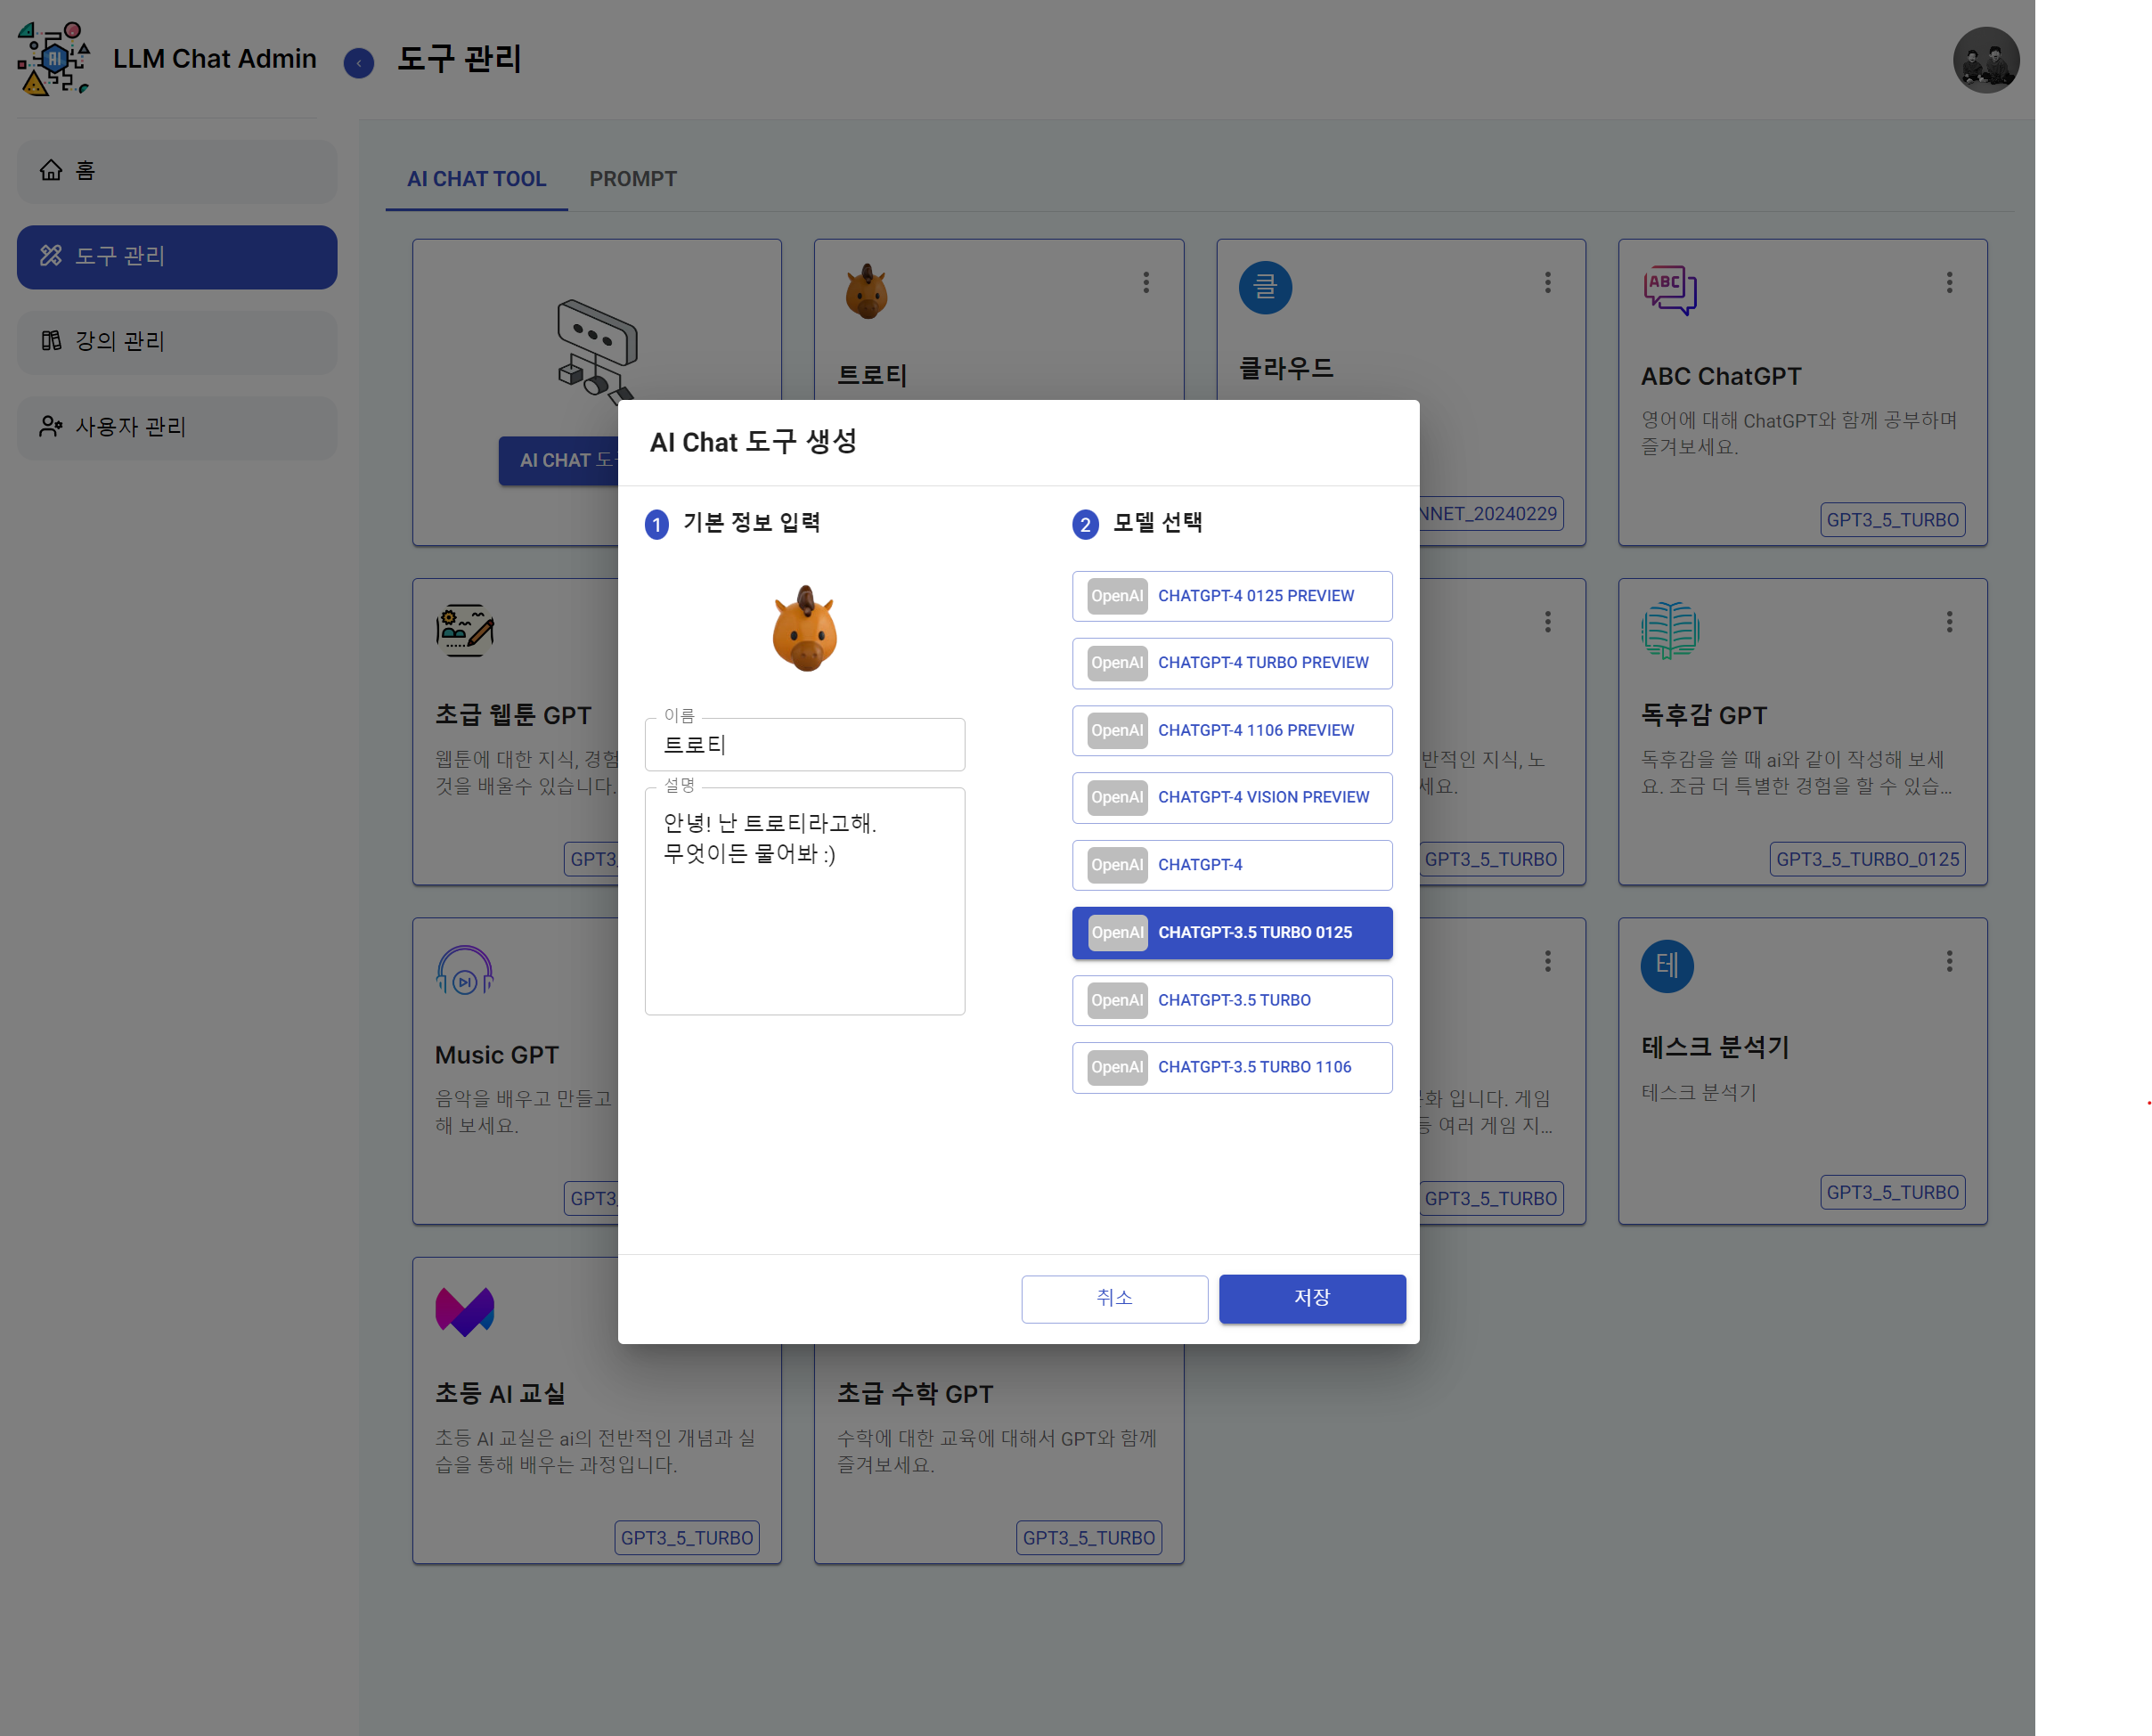 LLM Chat Admin
도구 관리
홈
도구 관리
강의 관리
사용자 관리
AI CHAT TOOL
PROMPT
AI CHAT
트로티
클
클라우드
NNET_20240229
ABC
ABC ChatGPT
영어에 대해 ChatGPT와 함께 공부하며
즐겨보세요.
GPT3_5_TURBO
AI Chat 도구 생성
1 기본 정보 입력
이름
트로티
설명
안녕! 난 트로티라고해.
무엇이든 물어봐 :)
2 모델 선택
OpenAI CHATGPT-4 0125 PREVIEW
OpenAI CHATGPT-4 TURBO PREVIEW
OpenAI CHATGPT-4 1106 PREVIEW
OpenAI CHATGPT-4 VISION PREVIEW
OpenAI CHATGPT-4
OpenAI CHATGPT-3.5 TURBO 0125
OpenAI CHATGPT-3.5 TURBO
OpenAI CHATGPT-3.5 TURBO 1106
취소
저장
초급 웹툰 GPT
웹툰에 대한 지식, 경험
것을 배울수 있습니다.
GPT3
반적인 지식, 노
세요.
GPT3_5_TURBO
독후감 GPT
독후감을 쓸 때 ai와 같이 작성해 보세
요. 조금 더 특별한 경험을 할 수 있습...
GPT3_5_TURBO_0125
Music GPT
음악을 배우고 만들고
해 보세요.
GPT3
화 입니다. 게임
등 여러 게임 지...
GPT3_5_TURBO
테
테스크 분석기
테스크 분석기
GPT3_5_TURBO
초등 AI 교실
초등 AI 교실은 ai의 전반적인 개념과 실
습을 통해 배우는 과정입니다.
GPT3_5_TURBO
초급 수학 GPT
수학에 대한 교육에 대해서 GPT와 함께
즐겨보세요.
GPT3_5_TURBO